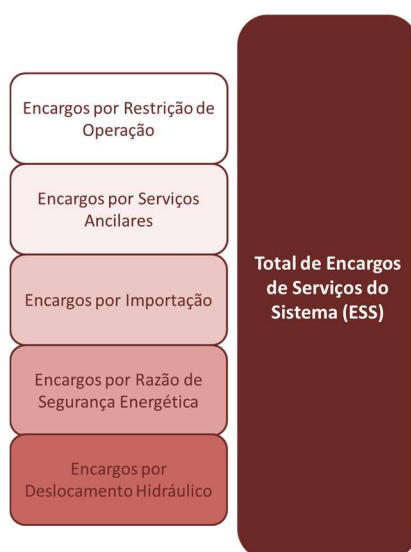 Encargos por Restrição de
Operação
Encargos por Serviços
Ancilares
Encargos por Importação
Encargos por Razão de
Segurança Energética
Encargos por
Deslocamento Hidráulico
Total de Encargos
de Serviços do
Sistema (ESS)